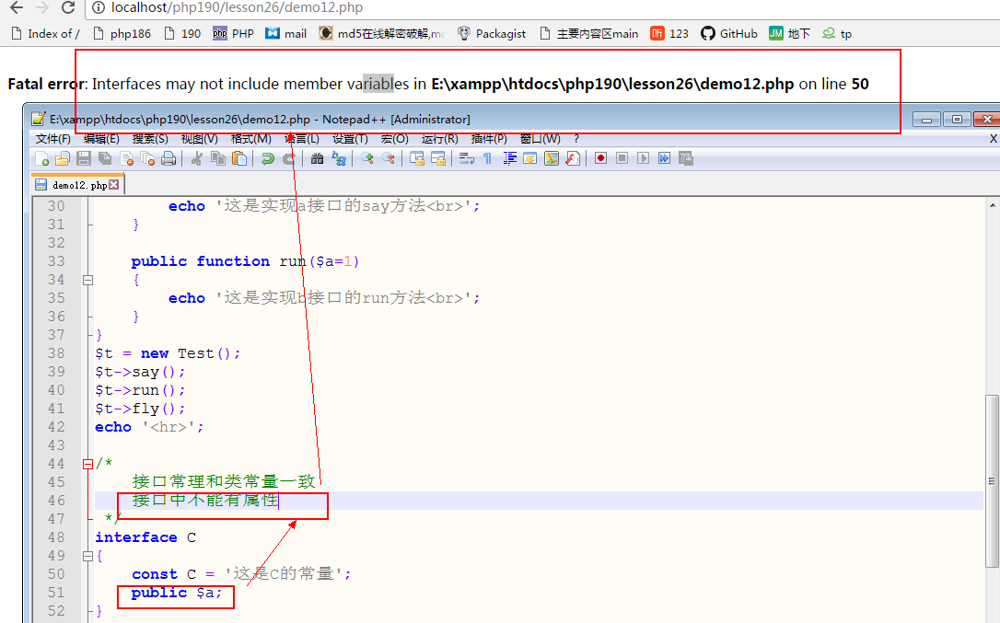 localhost/php190/lesson26/demo12.php
Index of / php186 190 PHP mail md5在线解密破解,md Packagist 主要内容区main 123 GitHub 地下 tp
Fatal error: Interfaces may not include member variables in E:\xampp\htdocs\php190\lesson26\demo12.php on line 50
E:\xampp\htdocs\php190\lesson26\demo12.php - Notepad++ [Administrator]
文件(F) 编辑(E) 搜索(S) 视图(V) 格式(M) 语言(L) 设置(T) 宏(O) 运行(R) 插件(P) 窗口(W) ? X
demo12.php
30 echo '这是实现a接口的say方法<br>';
31 }
32
33 public function run($a=1)
34 {
35 echo '这是实现b接口的run方法<br>';
36 }
37 }
38 $t = new Test();
39 $t->say();
40 $t->run();
41 $t->fly();
42 echo '<hr>';
43
44 /*
45 接口常理和类常量一致
46 接口中不能有属性
47 */
48 interface C
49 {
50 const C = '这是C的常量';
51 public $a;
52 }